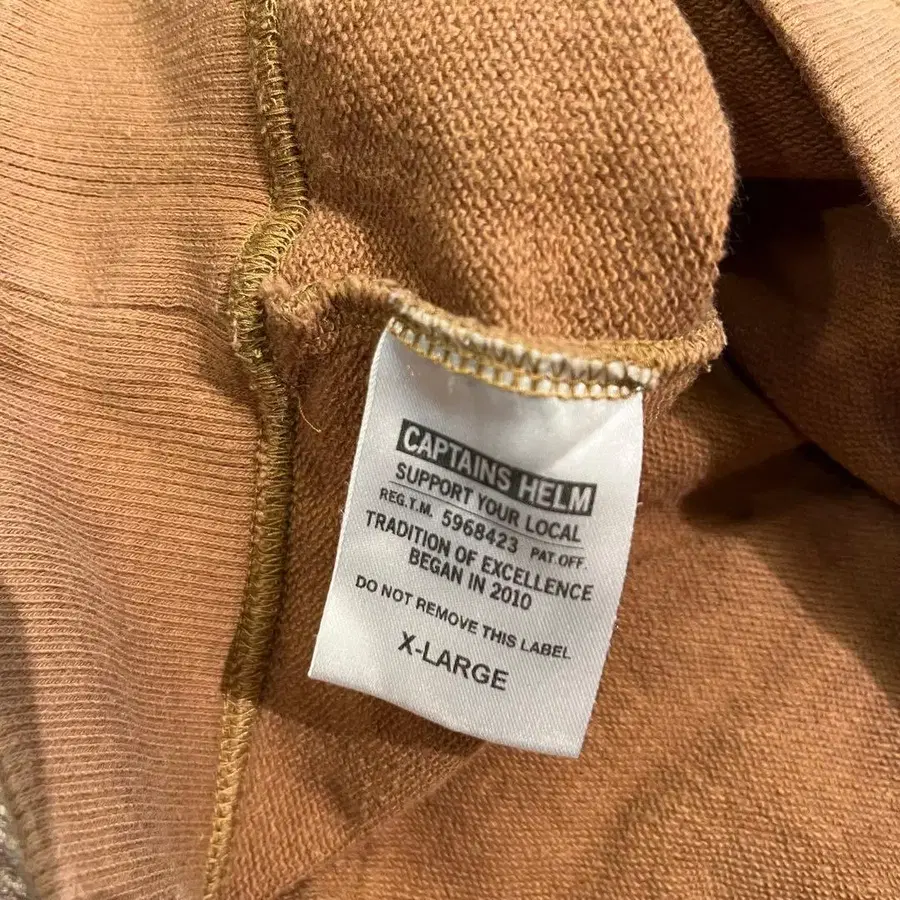 CAPTAINS HELM
SUPPORT YOUR LOCAL
REG.T.M. 5968423 PAT.OFF.
TRADITION OF EXCELLENCE
BEGAN IN 2010
DO NOT REMOVE THIS LABEL
X-LARGE